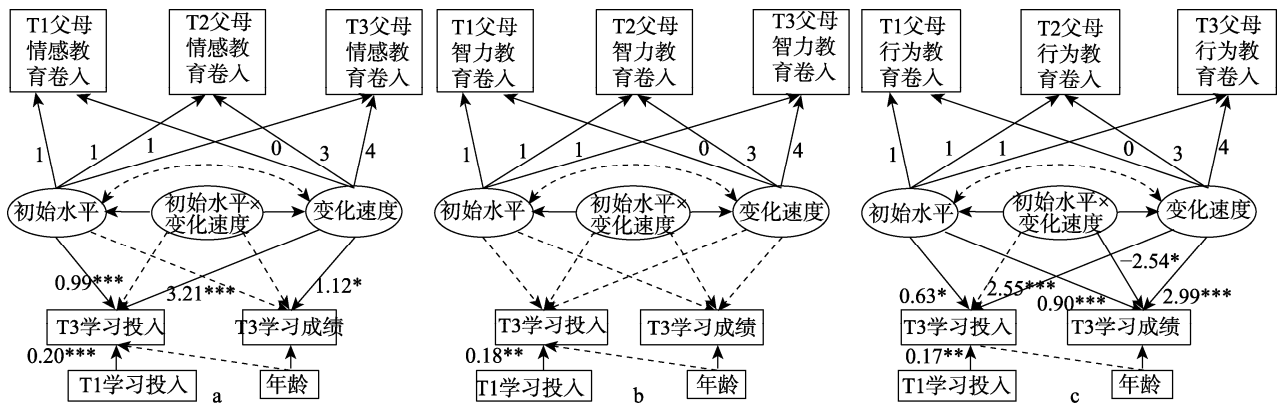 T1父母
情感教
育卷入
T2父母
情感教
育卷入
T3父母
情感教
育卷入
1
1
1
0
3
4
初始水平
初始水平×
变化速度
变化速度
0.99***
3.21***
1.12*
T3学习投入
T3学习成绩
0.20***
T1学习投入
年龄
a
T1父母
智力教
育卷入
T2父母
智力教
育卷入
T3父母
智力教
育卷入
1
1
1
0
3
4
初始水平
初始水平×
变化速度
变化速度
T3学习投入
T3学习成绩
0.18**
T1学习投入
年龄
b
T1父母
行为教
育卷入
T2父母
行为教
育卷入
T3父母
行为教
育卷入
1
1
1
0
3
4
初始水平
初始水平×
变化速度
变化速度
−2.54*
0.63*
2.55***
0.90***
2.99***
T3学习投入
T3学习成绩
0.17**
T1学习投入
年龄
c